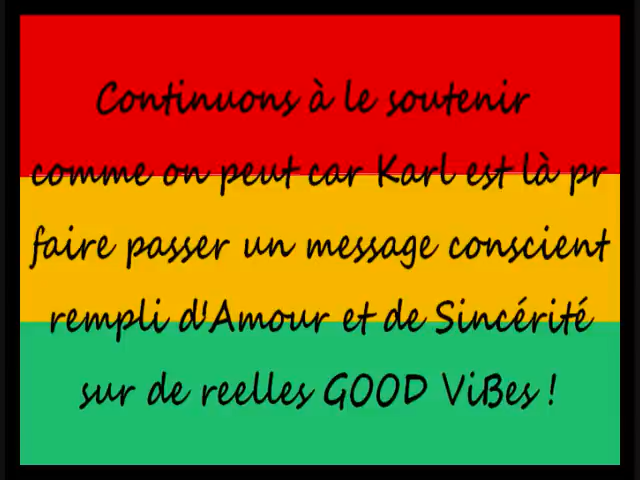 Continuons à le soutenir
comme on peut car Karl est là pr
faire passer un message conscient
rempli d'Amour et de Sincérité
sur de reelles GOOD ViBes !